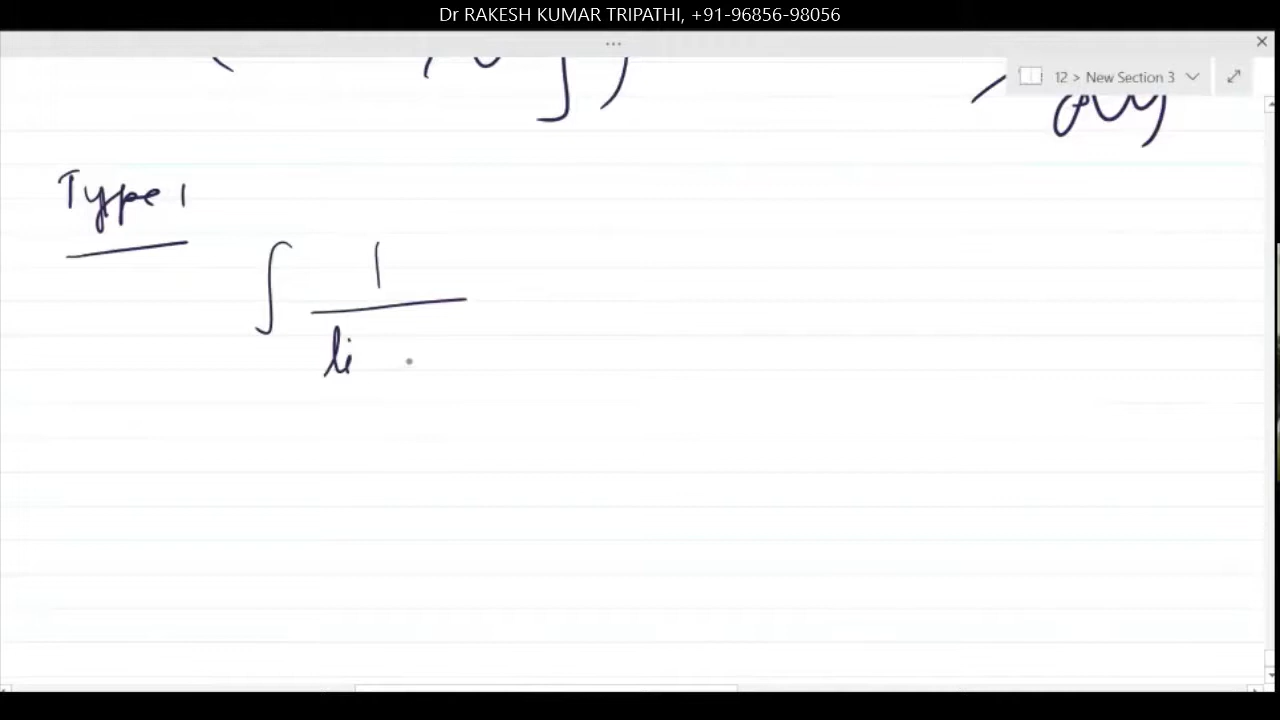 Dr RAKESH KUMAR TRIPATHI, +91-96856-98056
12 > New Section 3
Type 1
∫ 1
li